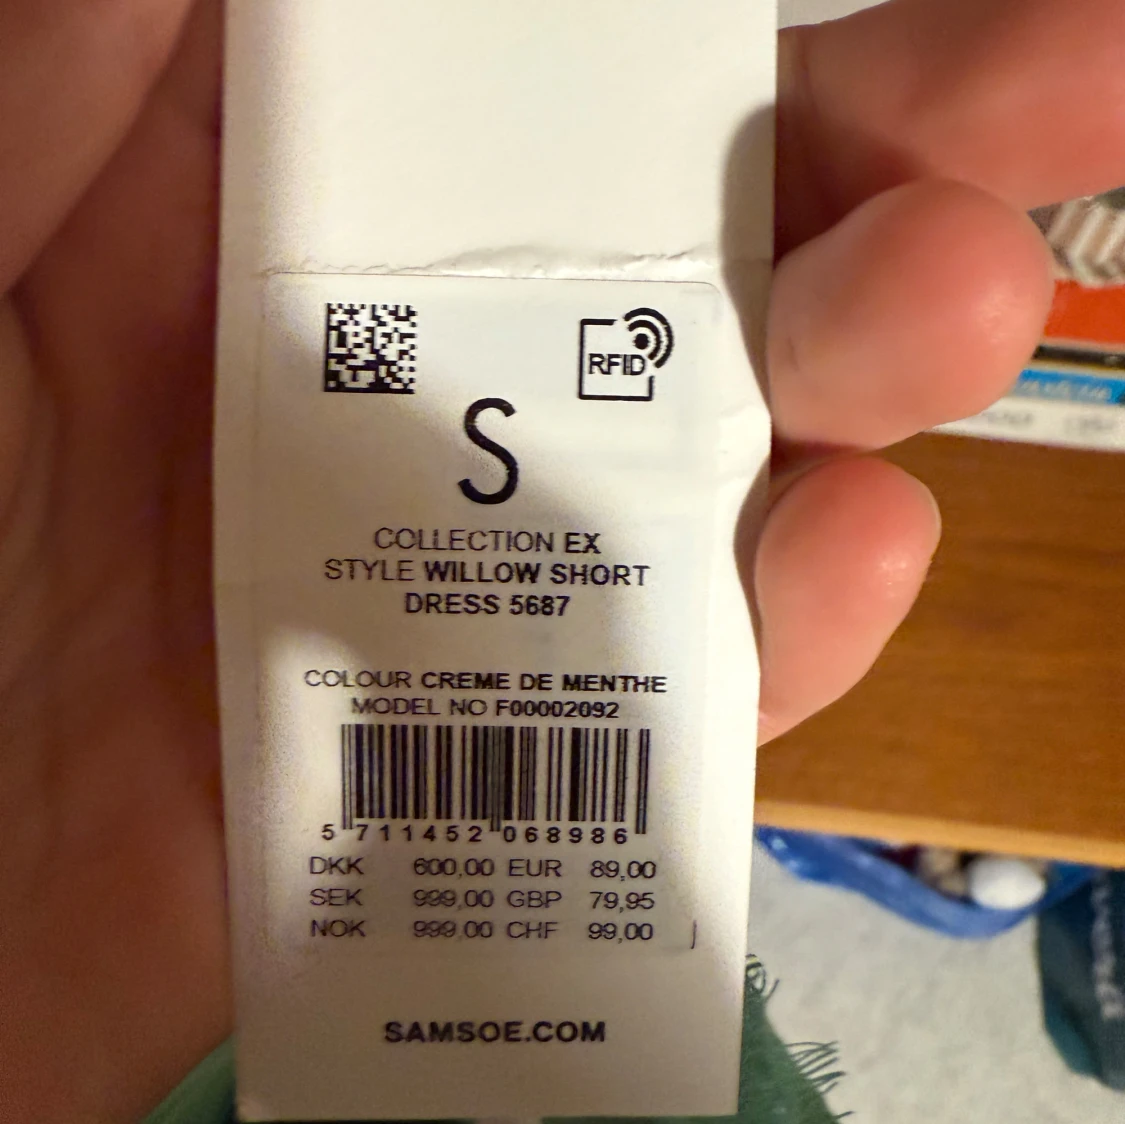 RFID
S
COLLECTION EX
STYLE WILLOW SHORT
DRESS 5687
COLOUR CREME DE MENTHE
MODEL NO F00002092
5 711452 068986
DKK 600,00 EUR 89,00
SEK 999,00 GBP 79,95
NOK 999,00 CHF 99,00
SAMSOE.COM